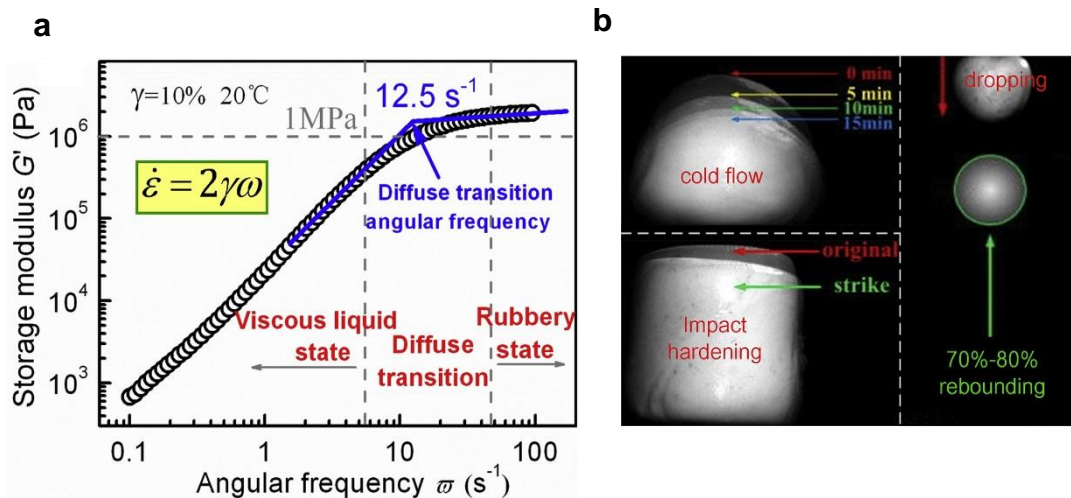 a
γ=10% 20℃
12.5 s⁻¹
1MPa
ε̇ = 2γω
Diffuse transition
angular frequency
Viscous liquid
state
Diffuse
transition
Rubbery
state
Storage modulus G' (Pa)
10⁶
10⁵
10⁴
10³
0.1
1
10
100
Angular frequency ϖ (s⁻¹)
b
0 min
5 min
10min
15min
cold flow
original
strike
Impact
hardening
dropping
70%-80%
rebounding